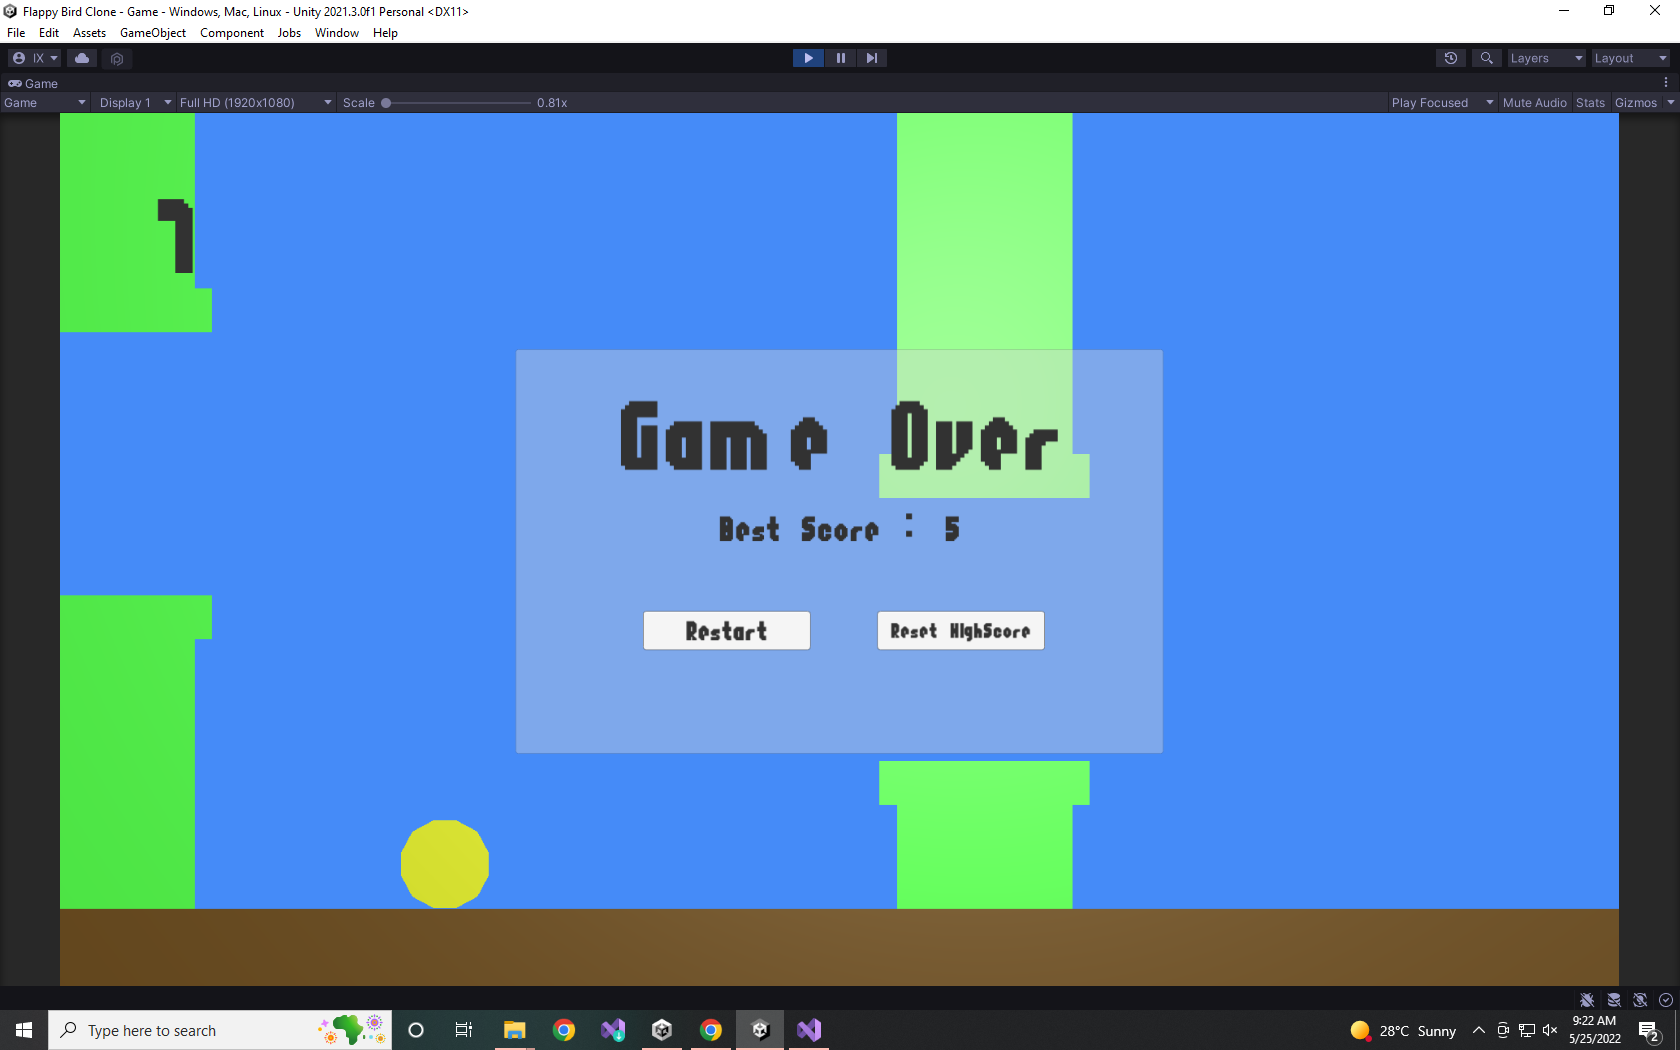 Flappy Bird Clone - Game - Windows, Mac, Linux - Unity 2021.3.0f1 Personal <DX11>
File Edit Assets GameObject Component Jobs Window Help
IX Layers Layout
Game
Game Display 1 Full HD (1920x1080) Scale 0.81x Play Focused Mute Audio Stats Gizmos
1
Game Over
Best Score : 5
Restart Reset HighScore
Type here to search
28°C Sunny
9:22 AM
5/25/2022
2